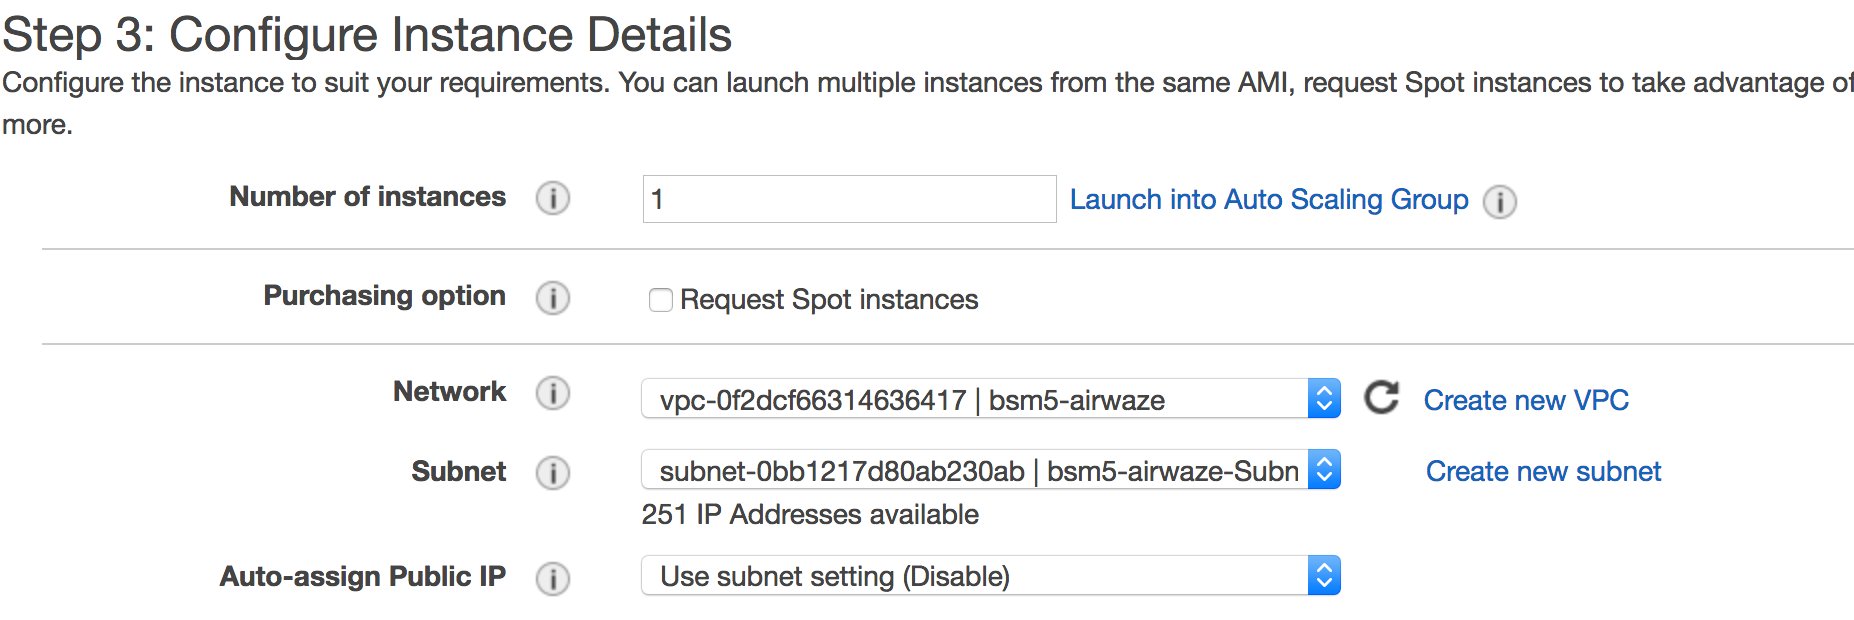 Step 3: Configure Instance Details
Configure the instance to suit your requirements. You can launch multiple instances from the same AMI, request Spot instances to take advantage of
more.
Number of instances 1 Launch into Auto Scaling Group
Purchasing option Request Spot instances
Network vpc-0f2dcf66314636417 | bsm5-airwaze Create new VPC
Subnet subnet-0bb1217d80ab230ab | bsm5-airwaze-Subn Create new subnet
251 IP Addresses available
Auto-assign Public IP Use subnet setting (Disable)